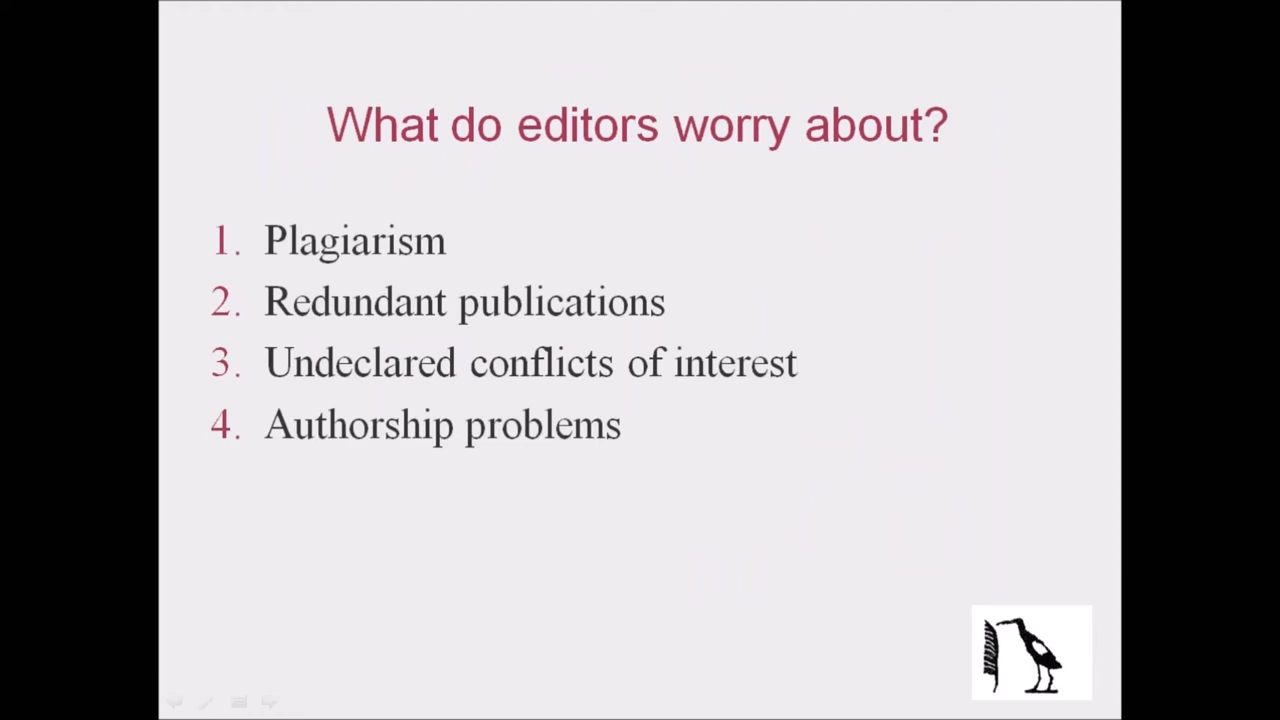 What do editors worry about?
1. Plagiarism
2. Redundant publications
3. Undeclared conflicts of interest
4. Authorship problems